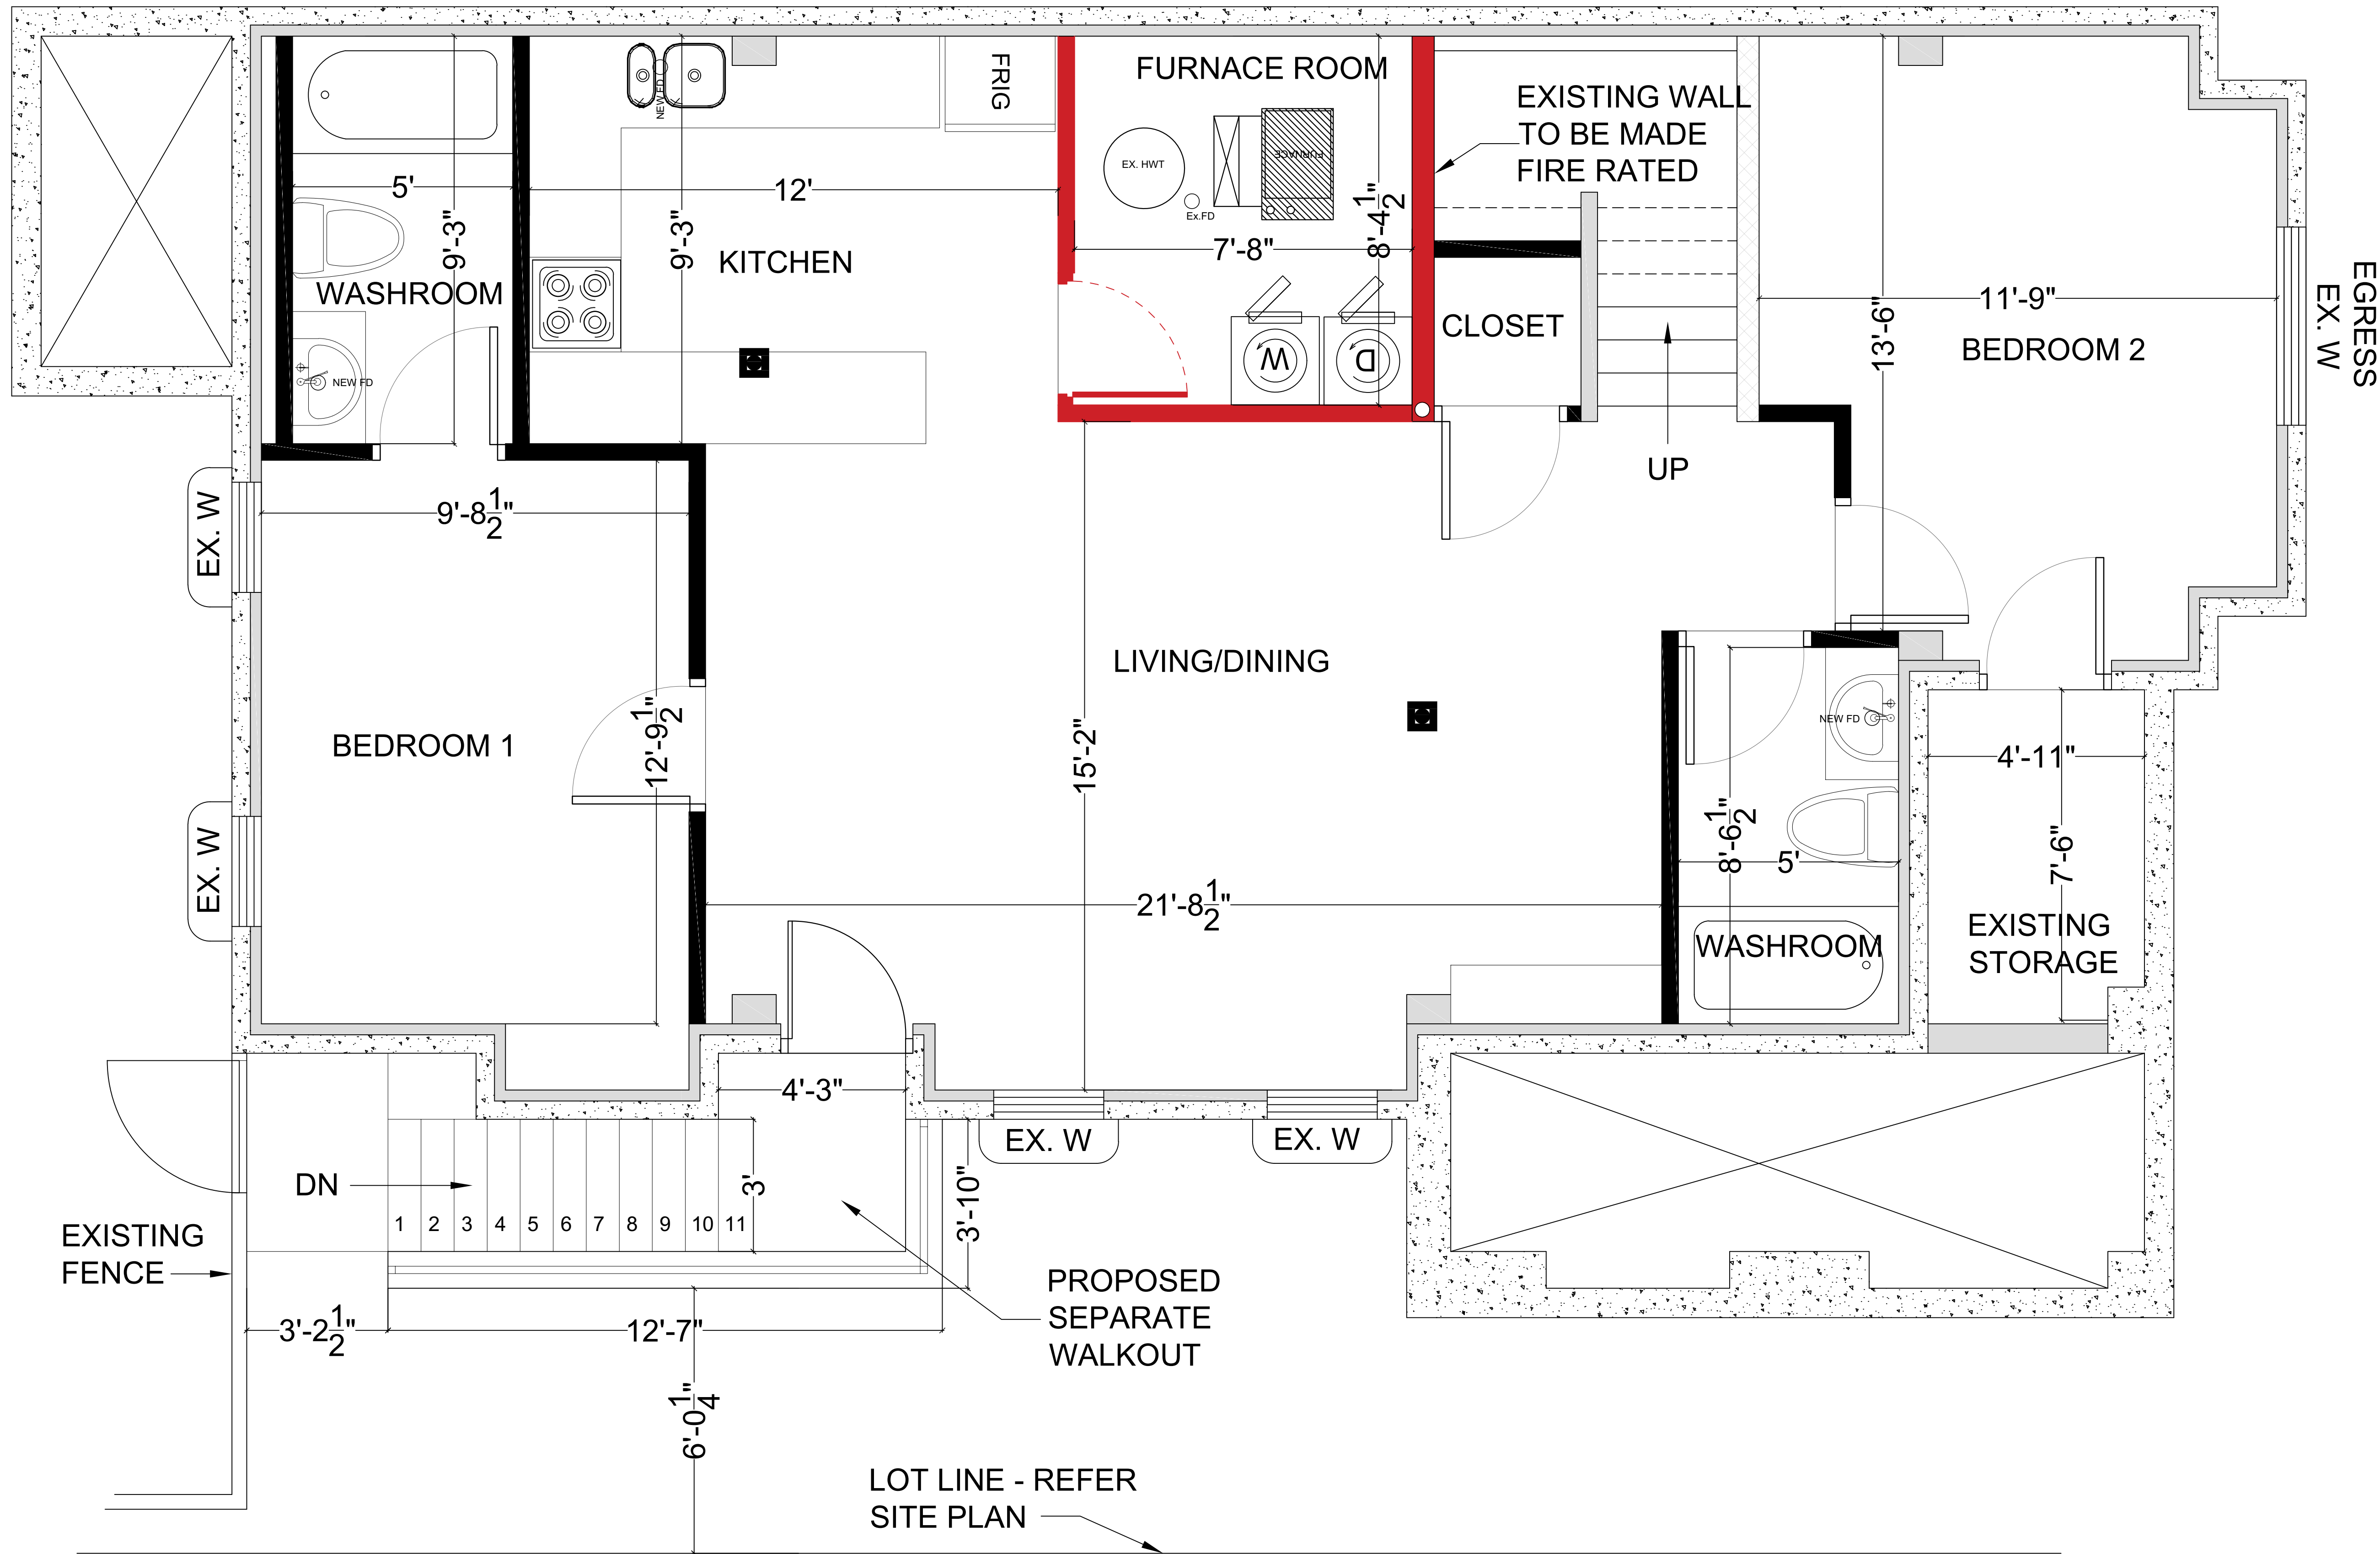 FURNACE ROOM
FRIG
NEW FD
EX. HWT
FURNACE
Ex.FD
EXISTING WALL
TO BE MADE
FIRE RATED
5'
12'
9'-3"
9'-3"
8'-4 1/2
7'-8"
KITCHEN
WASHROOM
NEW FD
W
D
CLOSET
UP
13'-6"
11'-9"
BEDROOM 2
EGRESS
EX. W
EX. W
9'-8 1/2"
LIVING/DINING
BEDROOM 1
12'-9 1/2"
15'-2"
NEW FD
4'-11"
EX. W
8'-6 1/2"
5'
7'-6"
21'-8 1/2"
WASHROOM
EXISTING
STORAGE
4'-3"
EX. W
EX. W
DN
3'
3'-10"
1 2 3 4 5 6 7 8 9 10 11
EXISTING
FENCE
PROPOSED
SEPARATE
WALKOUT
3'-2 1/2"
12'-7"
6'-0 1/4"
LOT LINE - REFER
SITE PLAN